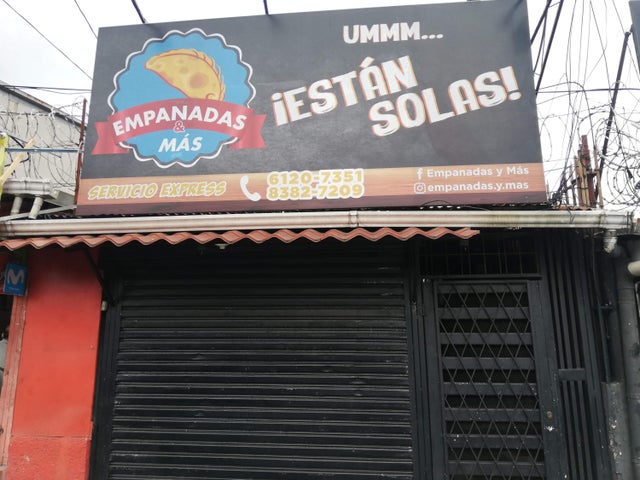 EMPANADAS
&
MÁS
UMMM...
¡ESTÁN
SOLAS!
SERVICIO EXPRESS
6120-7351
8382-7209
f Empanadas y Más
empanadas.y.mas